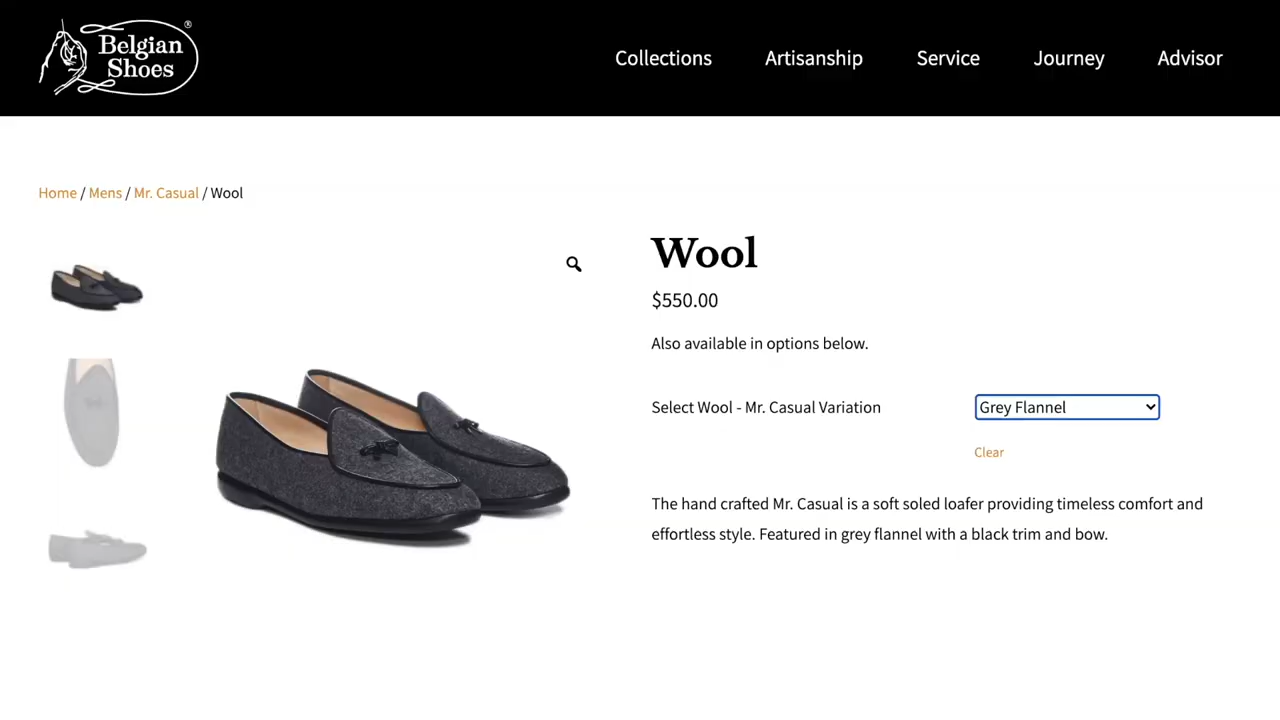 Belgian
Shoes
®
Collections Artisanship Service Journey Advisor
Home / Mens / Mr. Casual / Wool
Wool
$550.00
Also available in options below.
Select Wool - Mr. Casual Variation
Grey Flannel
Clear
The hand crafted Mr. Casual is a soft soled loafer providing timeless comfort and
effortless style. Featured in grey flannel with a black trim and bow.